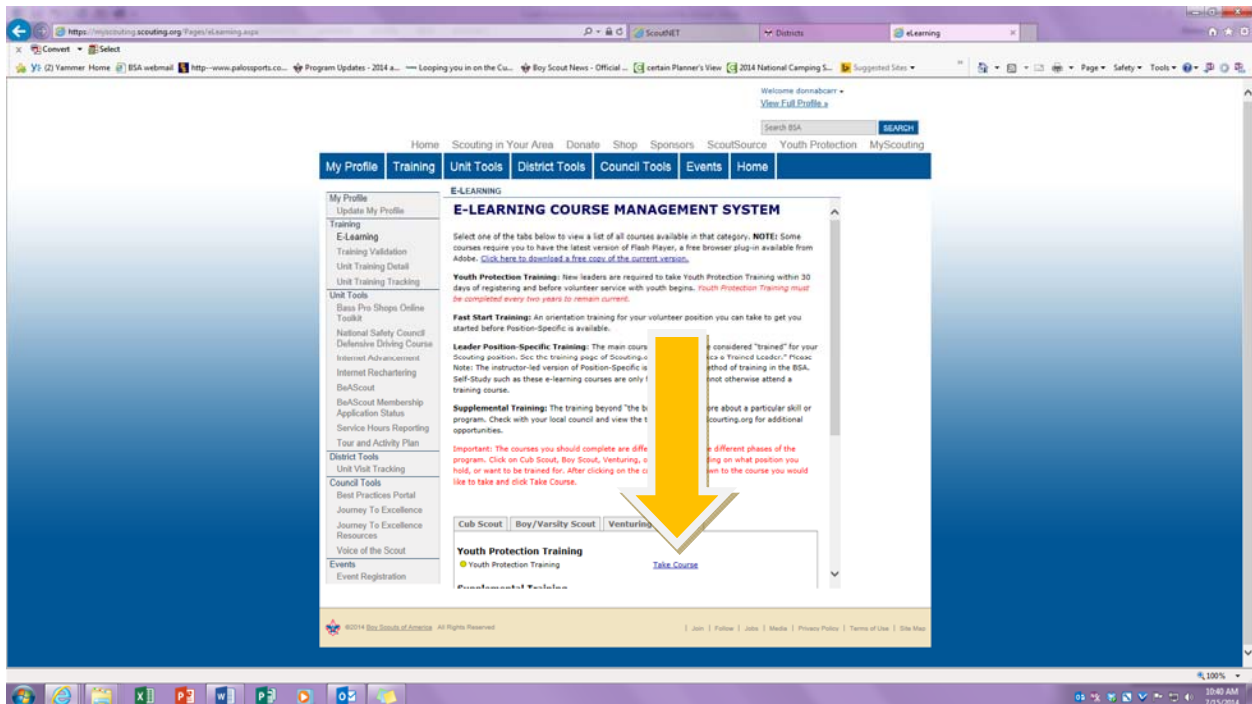 https://myscouting.scouting.org/Pages/eLearning.aspx
ScoutNET
Districts
eLearning
x Convert Select
(2) Yammer Home BSA webmail http--www.palossports.co... Program Updates - 2014 a... Looping you in on the Cu... Boy Scout News - Official ... certain Planner's View 2014 National Camping S... Suggested Sites
Page Safety Tools
Welcome donnabcarr
View Full Profile »
Search BSA SEARCH
Home Scouting in Your Area Donate Shop Sponsors ScoutSource Youth Protection MyScouting
My Profile Training Unit Tools District Tools Council Tools Events Home
My Profile
Update My Profile
Training
E-Learning
Training Validation
Unit Training Detail
Unit Training Tracking
Unit Tools
Bass Pro Shops Online
Toolkit
National Safety Council
Defensive Driving Course
Internet Advancement
Internet Rechartering
BeAScout
BeAScout Membership
Application Status
Service Hours Reporting
Tour and Activity Plan
District Tools
Unit Visit Tracking
Council Tools
Best Practices Portal
Journey To Excellence
Journey To Excellence
Resources
Voice of the Scout
Events
Event Registration
E-LEARNING
E-LEARNING COURSE MANAGEMENT SYSTEM
Select one of the tabs below to view a list of all courses available in that category. NOTE: Some
courses require you to have the latest version of Flash Player, a free browser plug-in available from
Adobe. Click here to download a free copy of the current version.
Youth Protection Training: New leaders are required to take Youth Protection Training within 30
days of registering and before volunteer service with youth begins. Youth Protection Training must
be completed every two years to remain current.
Fast Start Training: An orientation training for your volunteer position you can take to get you
started before Position-Specific is available.
Leader Position-Specific Training: The main cours considered "trained" for your
Scouting position. See the training page of Scouting.o a Trained Leader." Please
Note: The instructor-led version of Position-Specific is ethod of training in the BSA.
Self-Study such as these e-learning courses are only nnot otherwise attend a
training course.
Supplemental Training: The training beyond "the b ore about a particular skill or
program. Check with your local council and view the t courting.org for additional
opportunities.
Important: The courses you should complete are diffe e different phases of the
program. Click on Cub Scout, Boy Scout, Venturing, o ding on what position you
hold, or want to be trained for. After clicking on the c wn to the course you would
like to take and click Take Course.
Cub Scout Boy/Varsity Scout Venturing
Youth Protection Training
Youth Protection Training Take Course
Supplemental Training
©2014 Boy Scouts of America All Rights Reserved | Join | Follow | Jobs | Media | Privacy Policy | Terms of Use | Site Map
100%
10:40 AM
7/15/2014